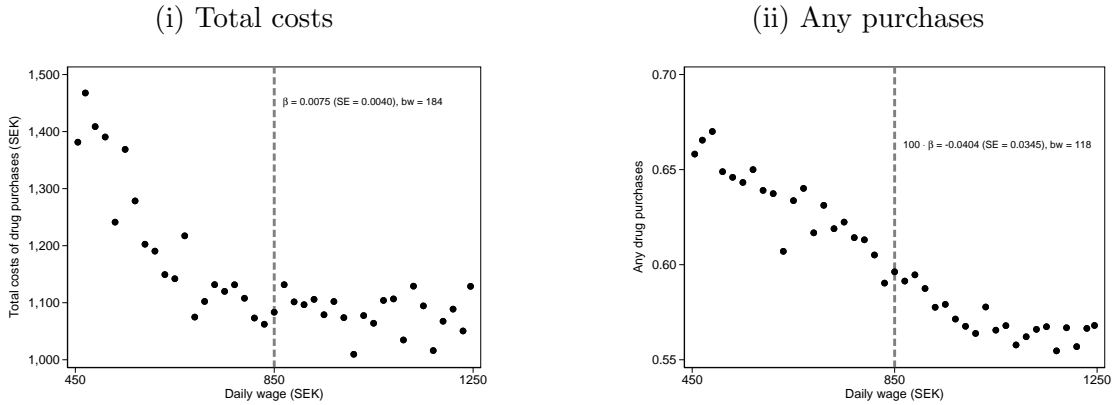 (i) Total costs
1,500
1,400
1,300
1,200
1,100
1,000
Total costs of drug purchases (SEK)
β = 0.0075 (SE = 0.0040), bw = 184
450
850
1250
Daily wage (SEK)
(ii) Any purchases
0.70
0.65
0.60
0.55
Any drug purchases
100 · β = -0.0404 (SE = 0.0345), bw = 118
450
850
1250
Daily wage (SEK)